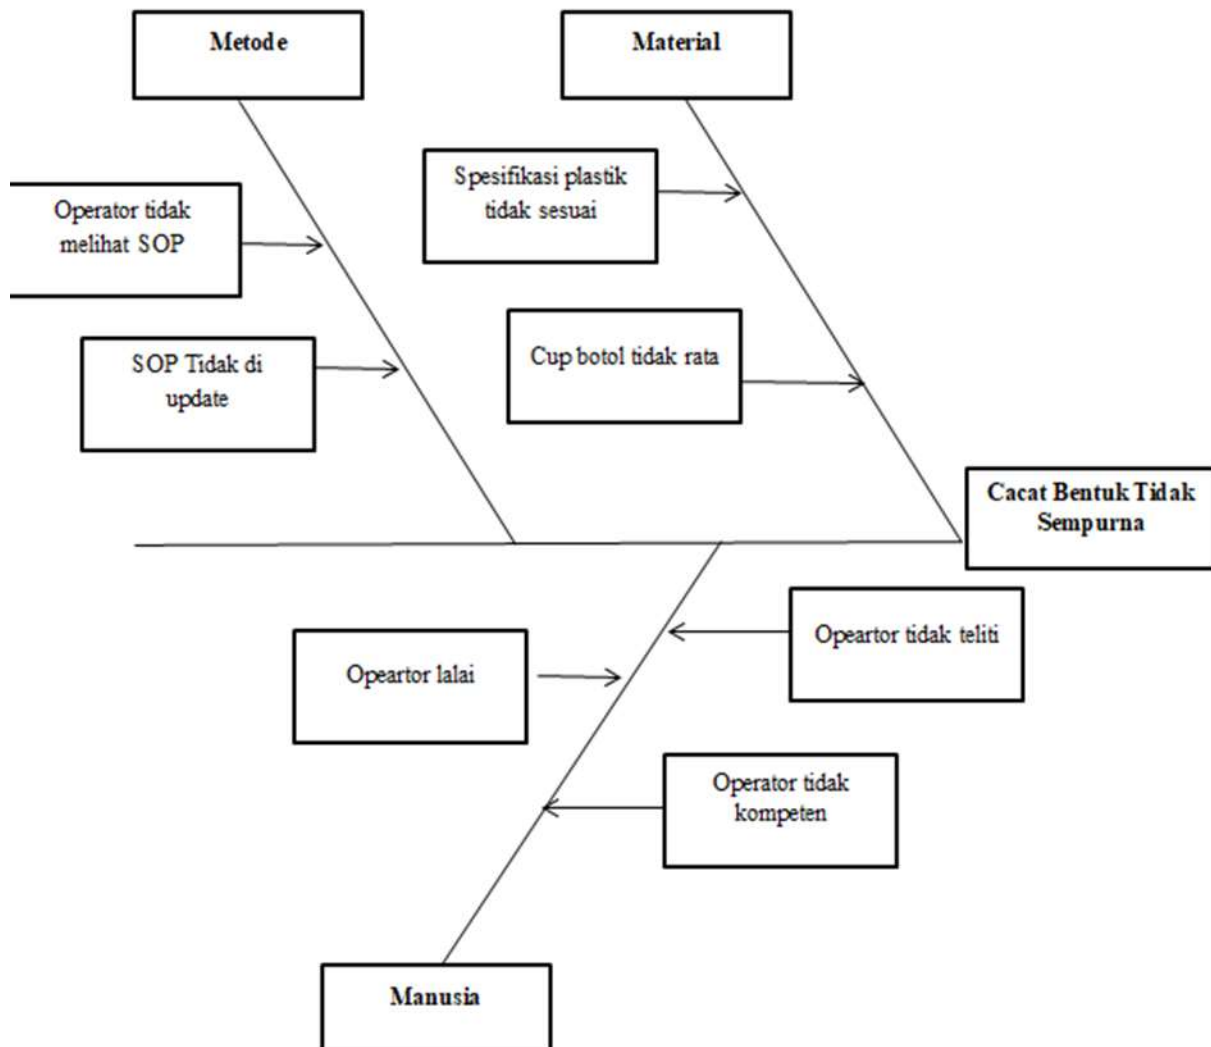 Metode
Material
Operator tidak
melihat SOP
Spesifikasi plastik
tidak sesuai
SOP Tidak di
update
Cup botol tidak rata
Cacat Bentuk Tidak
Sempurna
Opeartor lalai
Opeartor tidak teliti
Operator tidak
kompeten
Manusia